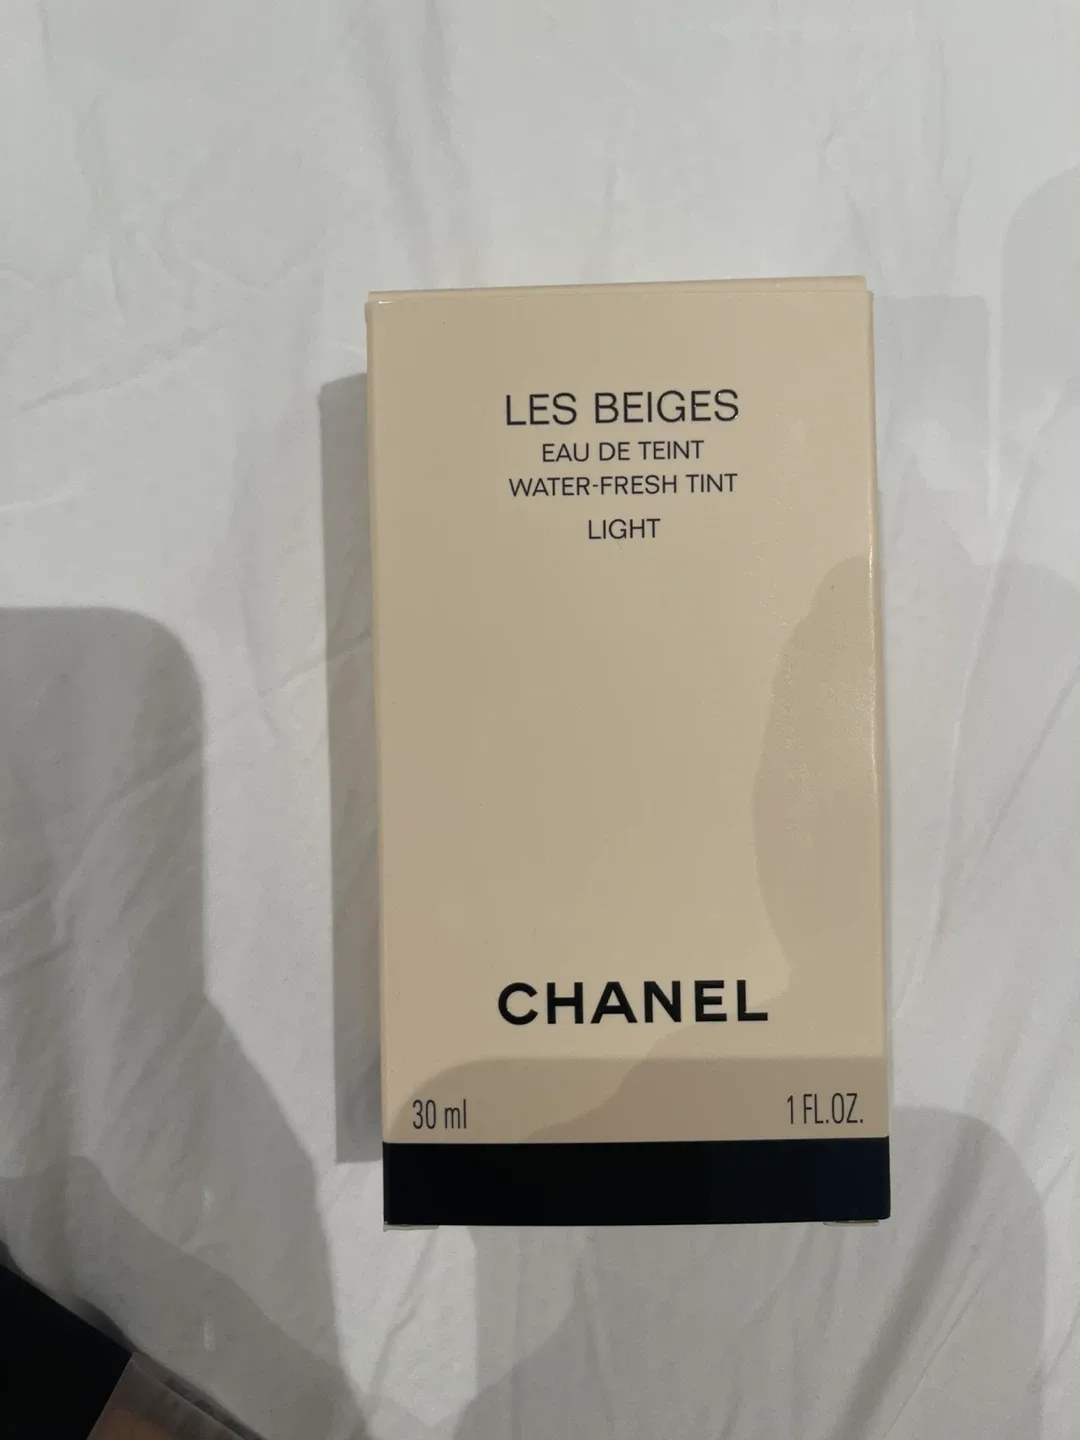 LES BEIGES
EAU DE TEINT
WATER-FRESH TINT
LIGHT
CHANEL
30 ml 1 FL.OZ.